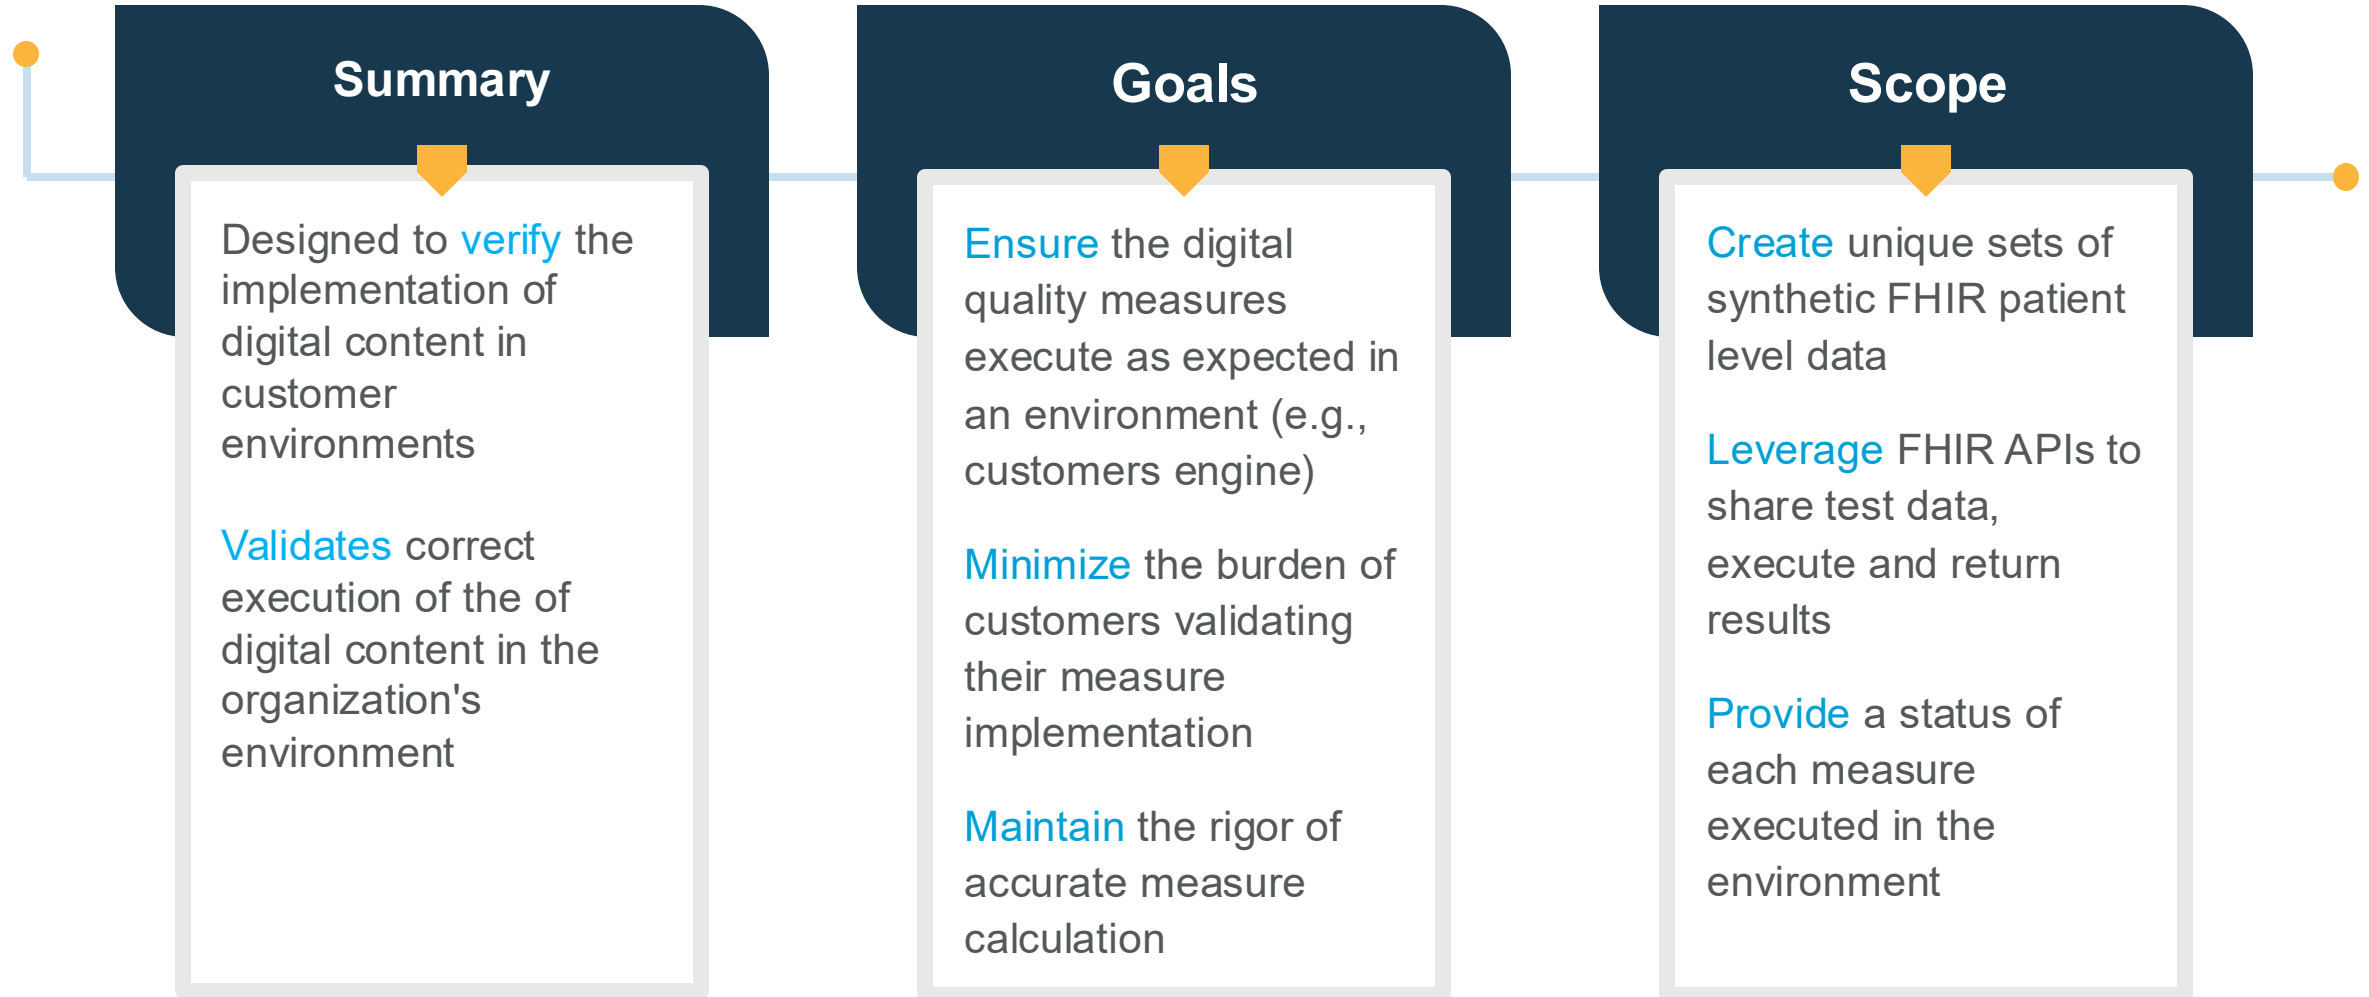 Summary
Designed to verify the
implementation of
digital content in
customer
environments
Validates correct
execution of the of
digital content in the
organization's
environment
Goals
Ensure the digital
quality measures
execute as expected in
an environment (e.g.,
customers engine)
Minimize the burden of
customers validating
their measure
implementation
Maintain the rigor of
accurate measure
calculation
Scope
Create unique sets of
synthetic FHIR patient
level data
Leverage FHIR APIs to
share test data,
execute and return
results
Provide a status of
each measure
executed in the
environment